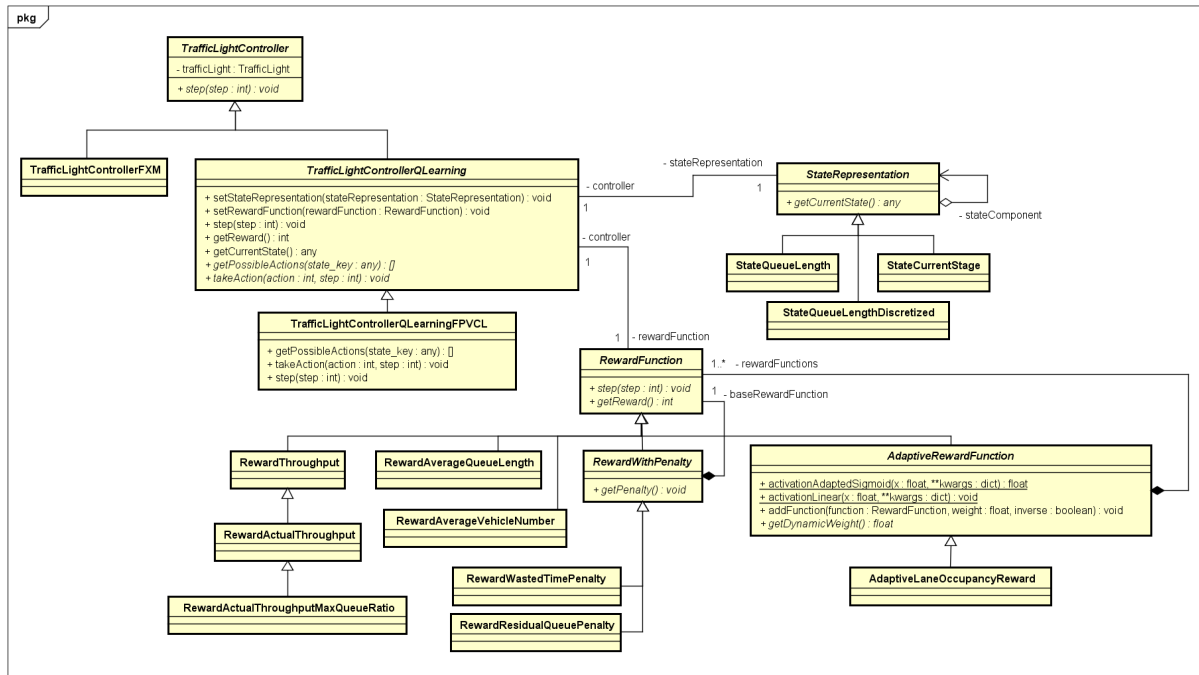 pkg
TrafficLightController
- trafficLight : TrafficLight
+ step(step : int) : void
TrafficLightControllerFXM
TrafficLightControllerQLearning
+ setStateRepresentation(stateRepresentation : StateRepresentation) : void
+ setRewardFunction(rewardFunction : RewardFunction) : void
+ step(step : int) : void
+ getReward() : int
+ getCurrentState() : any
+ getPossibleActions(state_key : any) : []
+ takeAction(action : int, step : int) : void
- controller
1
- stateRepresentation
1
- controller
1
StateRepresentation
+ getCurrentState() : any
- stateComponent
StateQueueLength
StateCurrentStage
StateQueueLengthDiscretized
TrafficLightControllerQLearningFPVCL
+ getPossibleActions(state_key : any) : []
+ takeAction(action : int, step : int) : void
+ step(step : int) : void
1
- rewardFunction
RewardFunction
+ step(step : int) : void
+ getReward() : int
1..*
- rewardFunctions
1
- baseRewardFunction
RewardThroughput
RewardAverageQueueLength
RewardWithPenalty
+ getPenalty() : void
AdaptiveRewardFunction
+ activationAdaptedSigmoid(x : float, **kwargs : dict) : float
+ activationLinear(x : float, **kwargs : dict) : void
+ addFunction(function : RewardFunction, weight : float, inverse : boolean) : void
+ getDynamicWeight() : float
RewardActualThroughput
RewardAverageVehicleNumber
RewardWastedTimePenalty
AdaptiveLaneOccupancyReward
RewardActualThroughputMaxQueueRatio
RewardResidualQueuePenalty